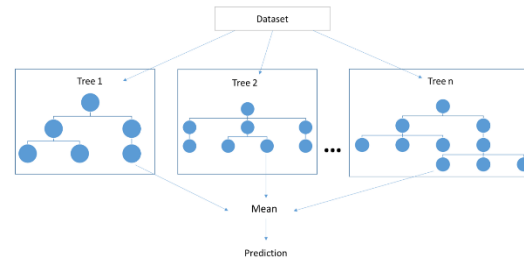 Dataset
Tree 1
Tree 2
Tree n
...
Mean
Prediction